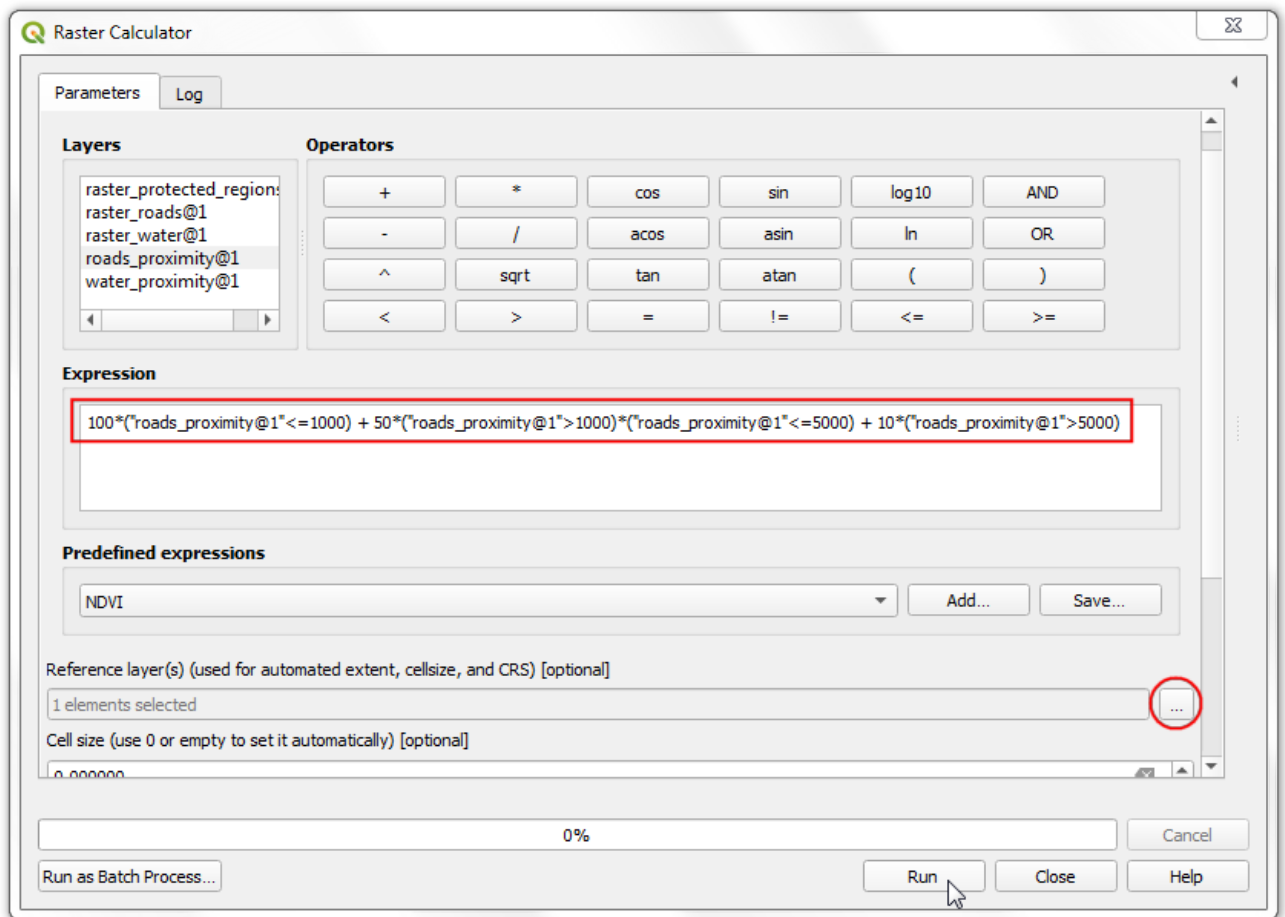 Raster Calculator
Parameters
Log
Layers
Operators
raster_protected_regions
raster_roads@1
raster_water@1
roads_proximity@1
water_proximity@1
+ * cos sin log10 AND
- / acos asin ln OR
^ sqrt tan atan ( )
< > = != <= >=
Expression
100*("roads_proximity@1"<=1000) + 50*("roads_proximity@1">1000)*("roads_proximity@1"<=5000) + 10*("roads_proximity@1">5000)
Predefined expressions
NDVI
Add...
Save...
Reference layer(s) (used for automated extent, cellsize, and CRS) [optional]
1 elements selected
...
Cell size (use 0 or empty to set it automatically) [optional]
0.000000
0%
Cancel
Run as Batch Process...
Run
Close
Help